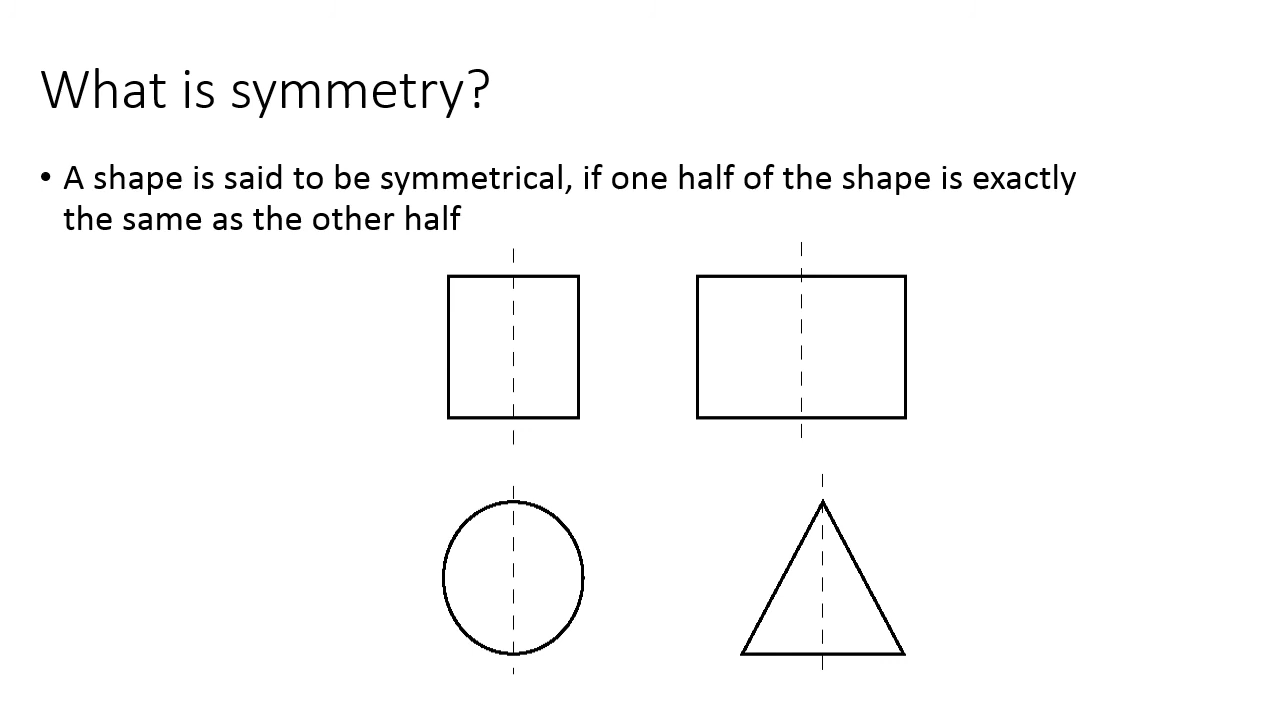 What is symmetry?
• A shape is said to be symmetrical, if one half of the shape is exactly
the same as the other half